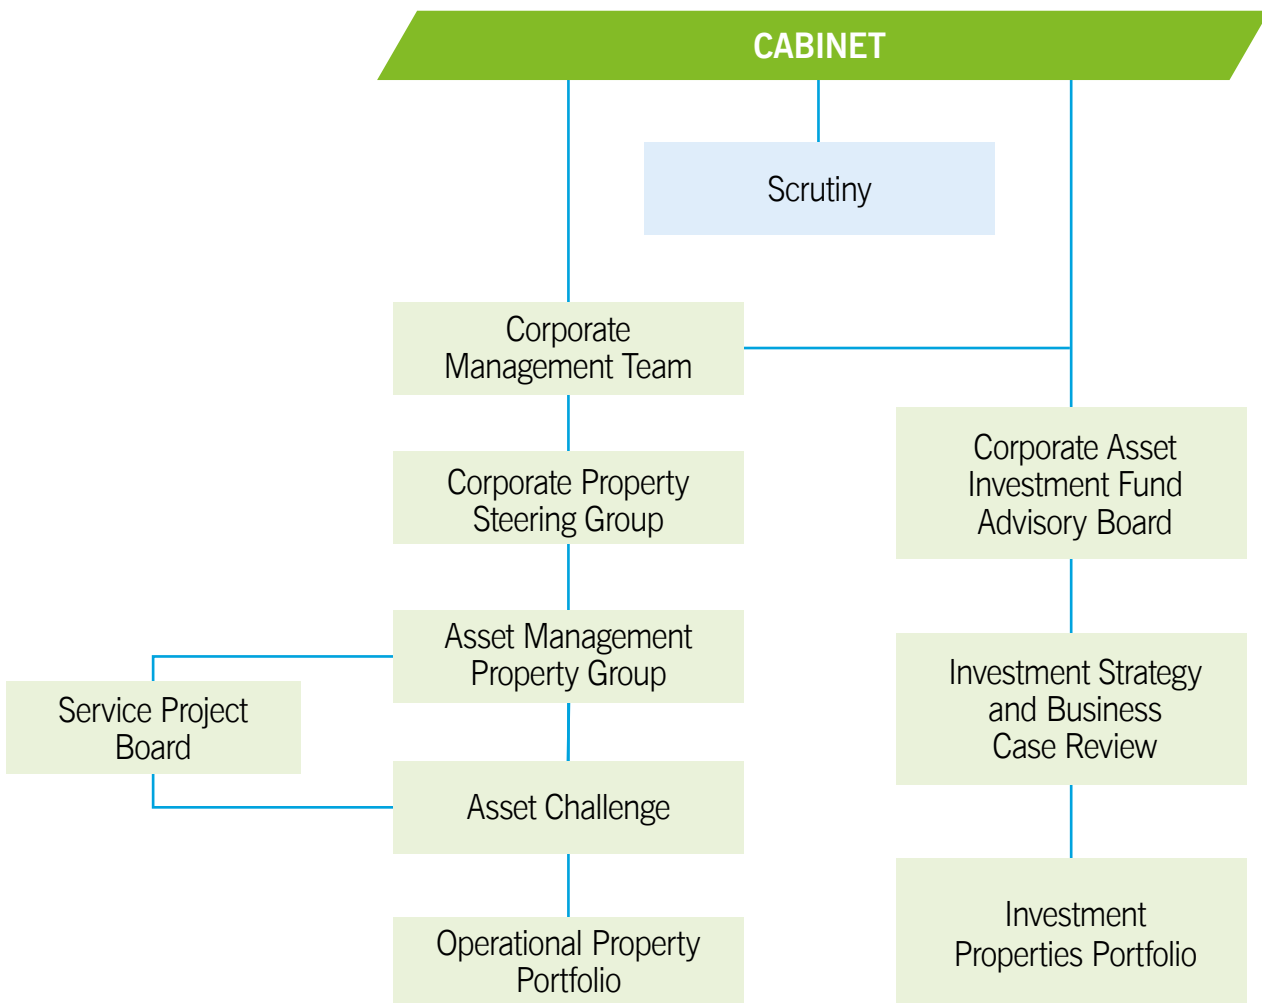 CABINET
Scrutiny
Corporate
Management Team
Corporate Property
Steering Group
Asset Management
Property Group
Service Project
Board
Asset Challenge
Operational Property
Portfolio
Corporate Asset
Investment Fund
Advisory Board
Investment Strategy
and Business
Case Review
Investment
Properties Portfolio